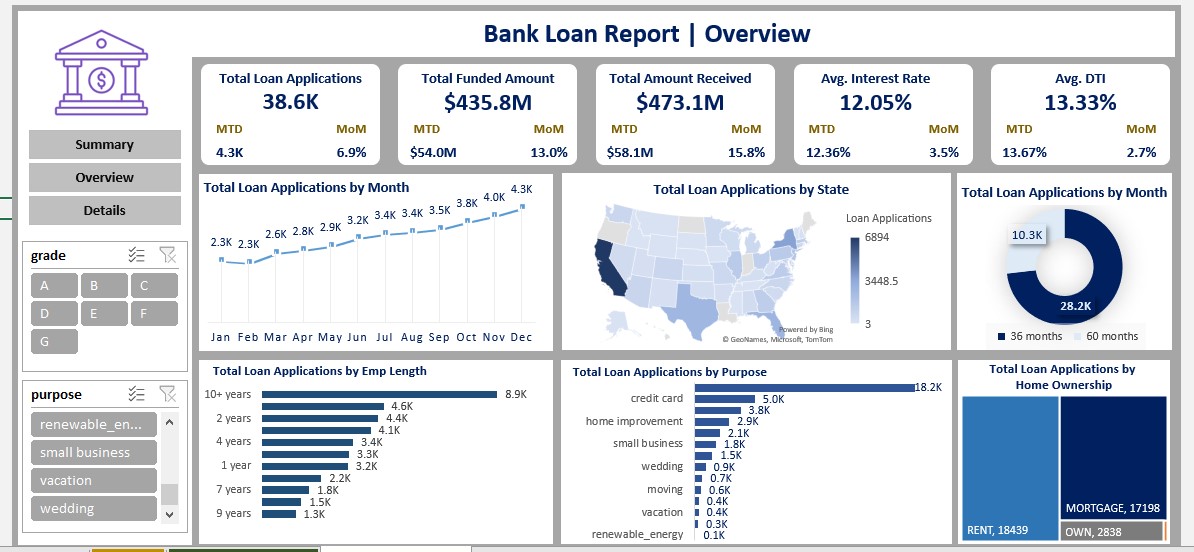 Bank Loan Report | Overview
Summary
Overview
Details
Total Loan Applications
38.6K
MTD MoM
4.3K 6.9%
Total Funded Amount
$435.8M
MTD MoM
$54.0M 13.0%
Total Amount Received
$473.1M
MTD MoM
$58.1M 15.8%
Avg. Interest Rate
12.05%
MTD MoM
12.36% 3.5%
Avg. DTI
13.33%
MTD MoM
13.67% 2.7%
grade
A B C
D E F
G
purpose
renewable_en...
small business
vacation
wedding
Total Loan Applications by Month
2.3K 2.3K 2.6K 2.8K 2.9K 3.2K 3.4K 3.4K 3.5K 3.8K 4.0K 4.3K
Jan Feb Mar Apr May Jun Jul Aug Sep Oct Nov Dec
Total Loan Applications by State
Loan Applications
6894
3448.5
3
Powered by Bing
© GeoNames, Microsoft, TomTom
Total Loan Applications by Month
10.3K
28.2K
36 months 60 months
Total Loan Applications by Emp Length
10+ years 8.9K
4.6K
2 years 4.4K
4.1K
4 years 3.4K
3.3K
1 year 3.2K
2.2K
7 years 1.8K
1.5K
9 years 1.3K
Total Loan Applications by Purpose
18.2K
credit card 5.0K
3.8K
home improvement 2.9K
2.1K
small business 1.8K
1.5K
wedding 0.9K
0.7K
moving 0.6K
0.4K
vacation 0.4K
0.3K
renewable_energy 0.1K
Total Loan Applications by
Home Ownership
RENT, 18439
MORTGAGE, 17198
OWN, 2838